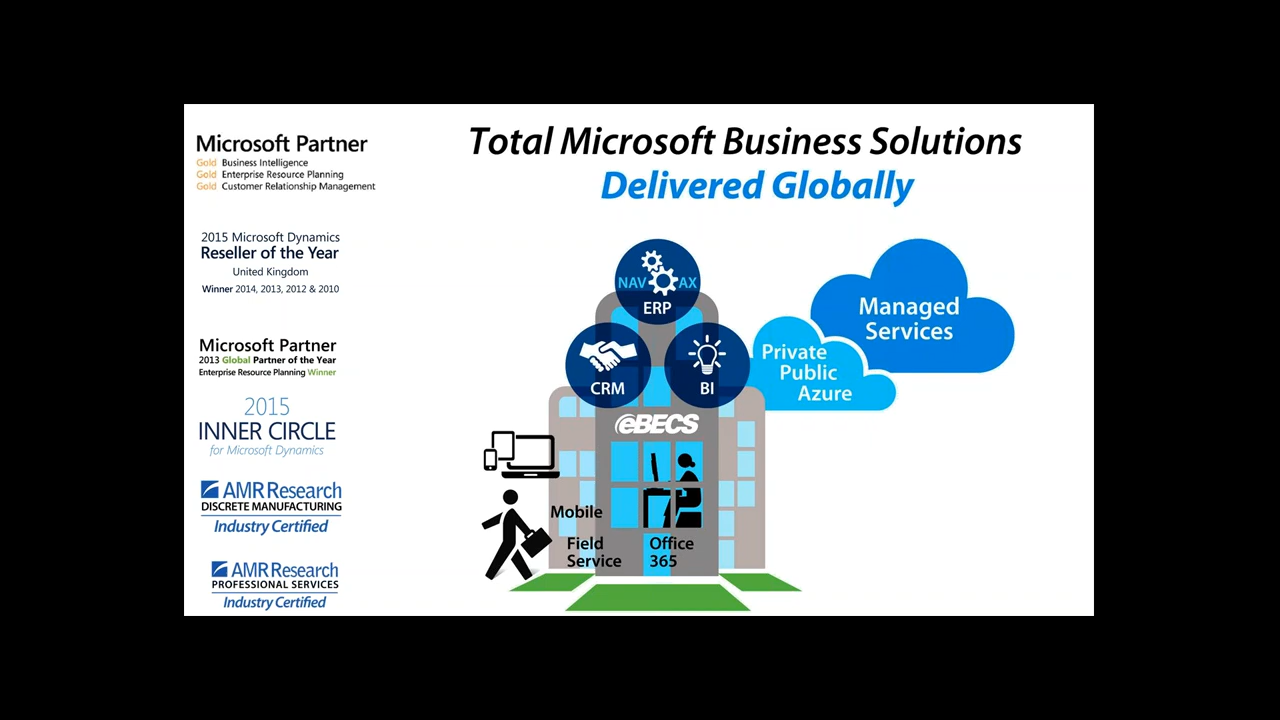 Microsoft Partner
Gold Business Intelligence
Gold Enterprise Resource Planning
Gold Customer Relationship Management
2015 Microsoft Dynamics
Reseller of the Year
United Kingdom
Winner 2014, 2013, 2012 & 2010
Microsoft Partner
2013 Global Partner of the Year
Enterprise Resource Planning Winner
2015
INNER CIRCLE
for Microsoft Dynamics
AMR Research
DISCRETE MANUFACTURING
Industry Certified
AMR Research
PROFESSIONAL SERVICES
Industry Certified
Total Microsoft Business Solutions
Delivered Globally
NAV AX
ERP
CRM
BI
eBECS
Managed
Services
Private
Public
Azure
Mobile
Field
Service
Office
365